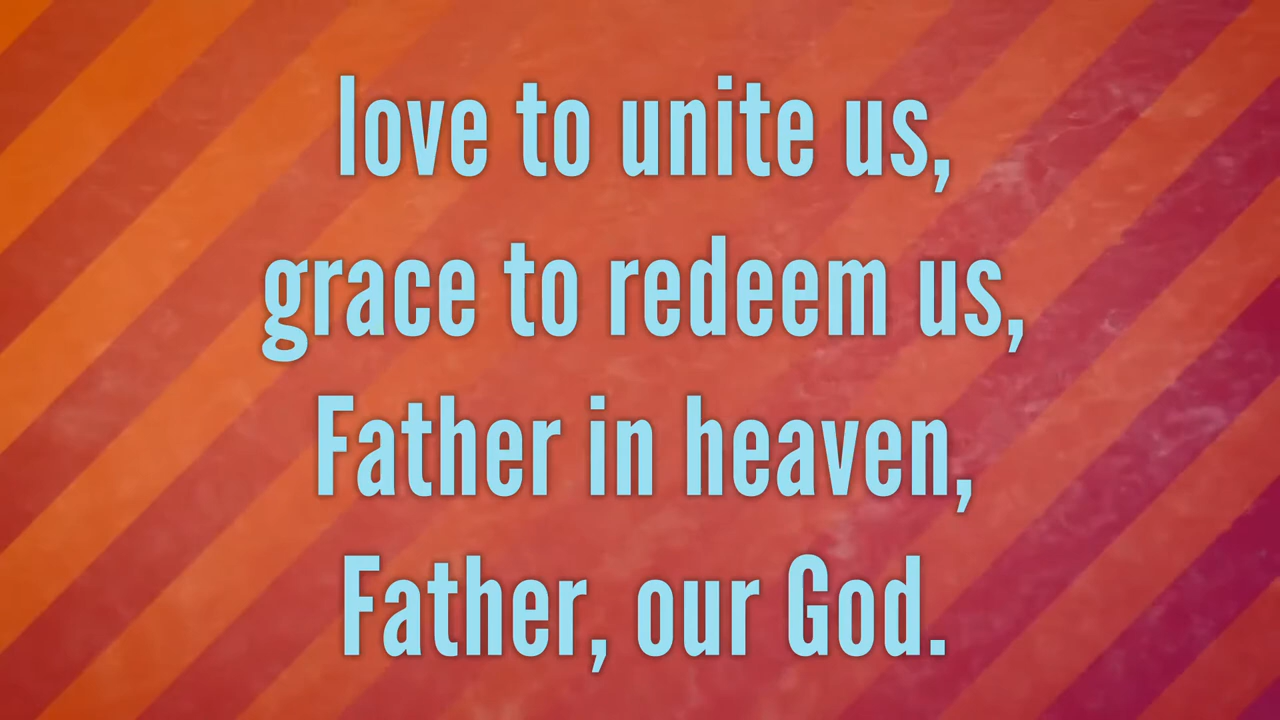 love to unite us,
grace to redeem us,
Father in heaven,
Father, our God.